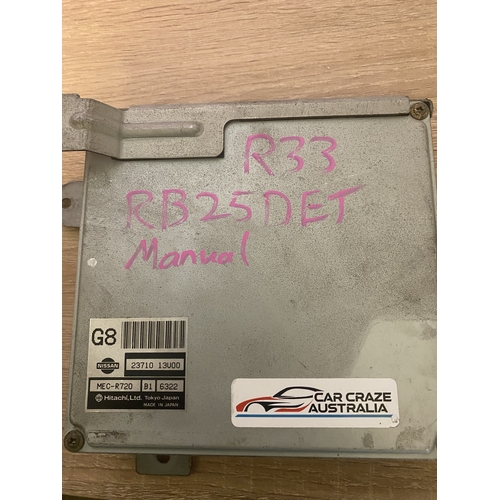 R33
RB25DET
Manual
G8
NISSAN
23710 13U00
MEC-R720 B1 6322
Hitachi, Ltd. Tokyo Japan
MADE IN JAPAN
CAR CRAZE
AUSTRALIA